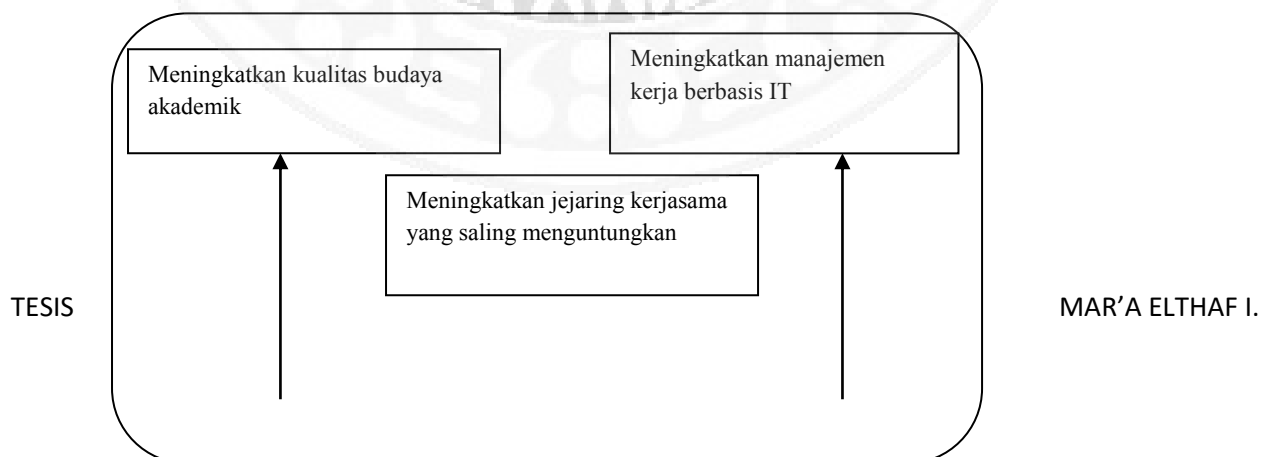 Meningkatkan kualitas budaya
akademik
Meningkatkan manajemen
kerja berbasis IT
Meningkatkan jejaring kerjasama
yang saling menguntungkan
TESIS
MAR’A ELTHAF I.